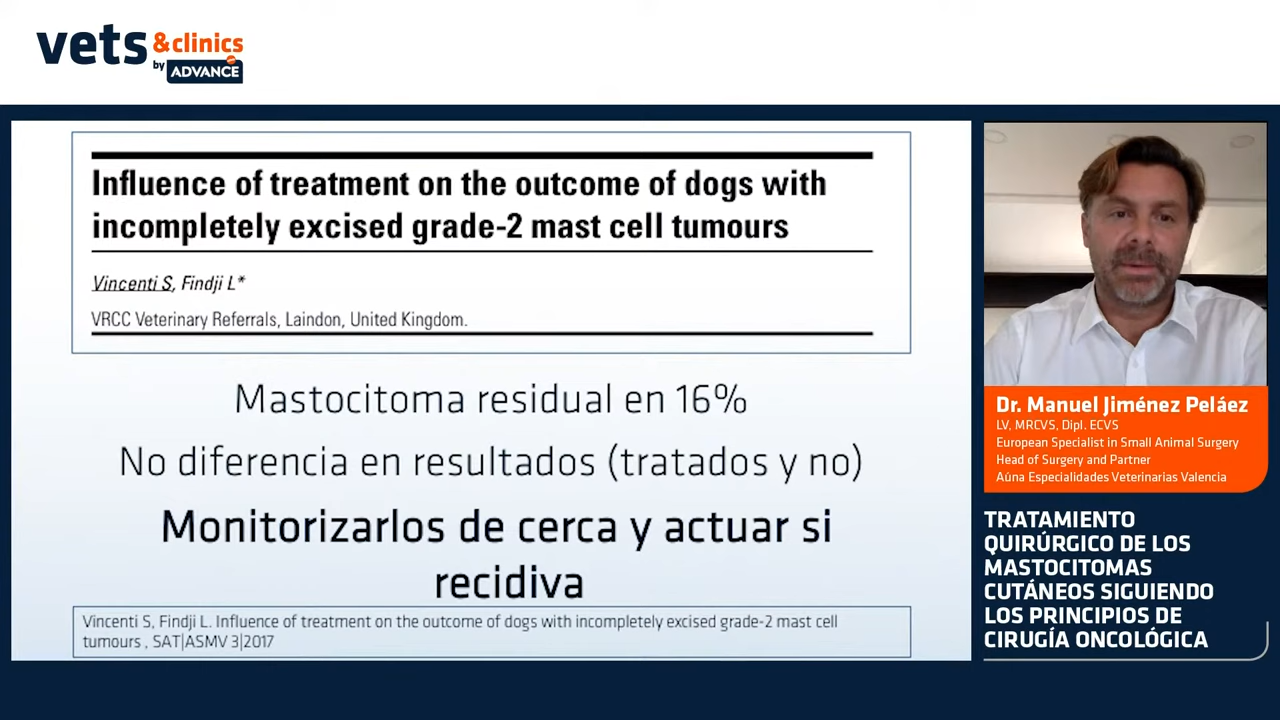 vets &clinics
by ADVANCE
Influence of treatment on the outcome of dogs with
incompletely excised grade-2 mast cell tumours
Vincenti S, Findji L*
VRCC Veterinary Referrals, Laindon, United Kingdom.
Mastocitoma residual en 16%
No diferencia en resultados (tratados y no)
Monitorizarlos de cerca y actuar si
recidiva
Vincenti S, Findji L. Influence of treatment on the outcome of dogs with incompletely excised grade-2 mast cell
tumours , SAT|ASMV 3|2017
Dr. Manuel Jiménez Peláez
LV, MRCVS, Dipl. ECVS
European Specialist in Small Animal Surgery
Head of Surgery and Partner
Aúna Especialidades Veterinarias Valencia
TRATAMIENTO
QUIRÚRGICO DE LOS
MASTOCITOMAS
CUTÁNEOS SIGUIENDO
LOS PRINCIPIOS DE
CIRUGÍA ONCOLÓGICA